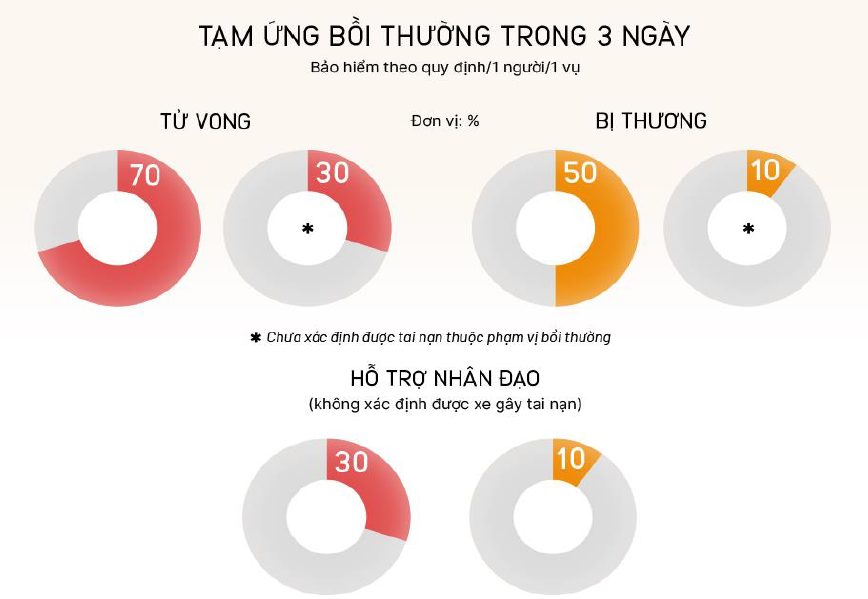 TẠM ỨNG BỒI THƯỜNG TRONG 3 NGÀY
Bảo hiểm theo quy định/1 người/1 vụ
TỬ VONG
Đơn vị: %
BỊ THƯƠNG
70
30
50
10
*
*
* Chưa xác định được tai nạn thuộc phạm vị bồi thường
HỖ TRỢ NHÂN ĐẠO
(không xác định được xe gây tai nạn)
30
10